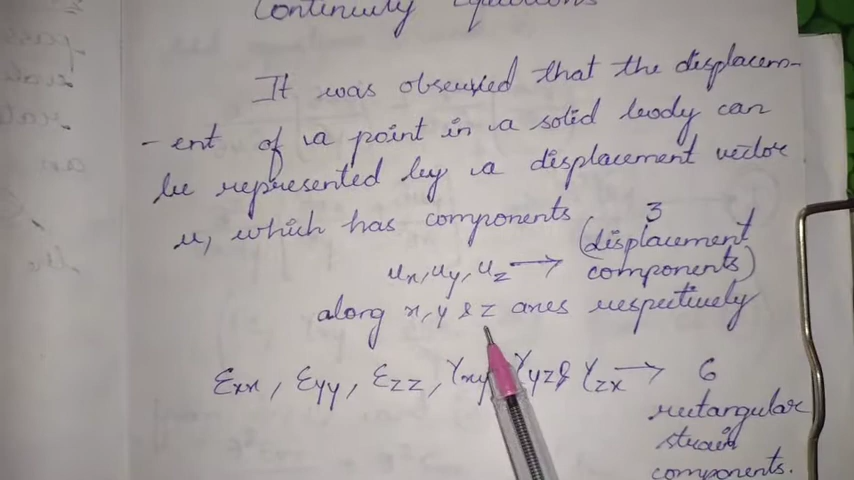 Continuity Equations
It was observed that the displacem-
-ent of a point in a solid body can
be represented by a displacement vector
u, which has components 3
(displacement
ux, uy, uz → components)
along x, y & z axes respectively
εxx, εyy, εzz, γxy, γyz & γzx → 6
rectangular
strain
components.